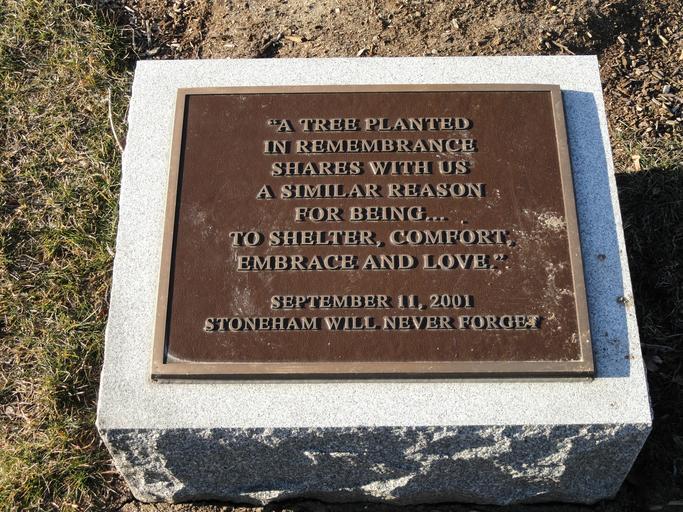 "A TREE PLANTED
IN REMEMBRANCE
SHARES WITH US
A SIMILAR REASON
FOR BEING...
TO SHELTER, COMFORT,
EMBRACE AND LOVE."
SEPTEMBER 11, 2001
STONEHAM WILL NEVER FORGET